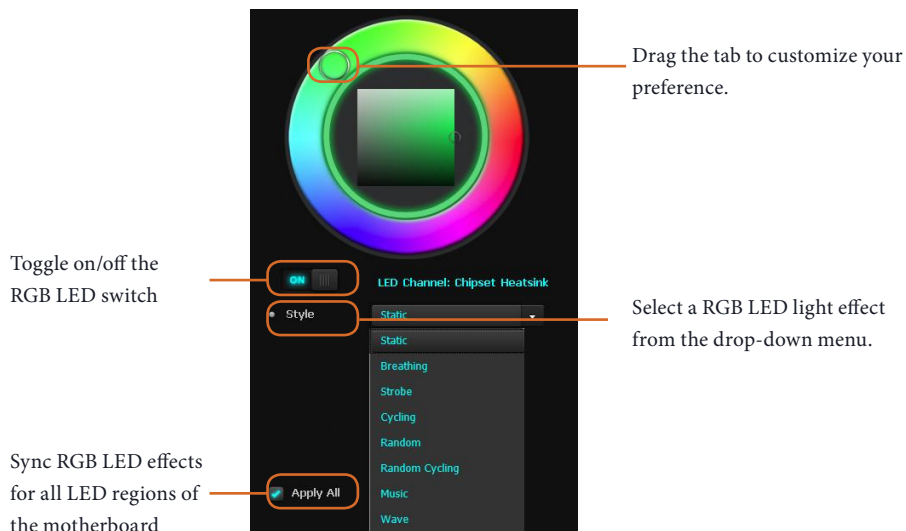 Drag the tab to customize your
preference.
Toggle on/off the
RGB LED switch
ON
LED Channel: Chipset Heatsink
Style
Static
Select a RGB LED light effect
from the drop-down menu.
Static
Breathing
Strobe
Cycling
Random
Random Cycling
Sync RGB LED effects
for all LED regions of
the motherboard
Apply All
Music
Wave